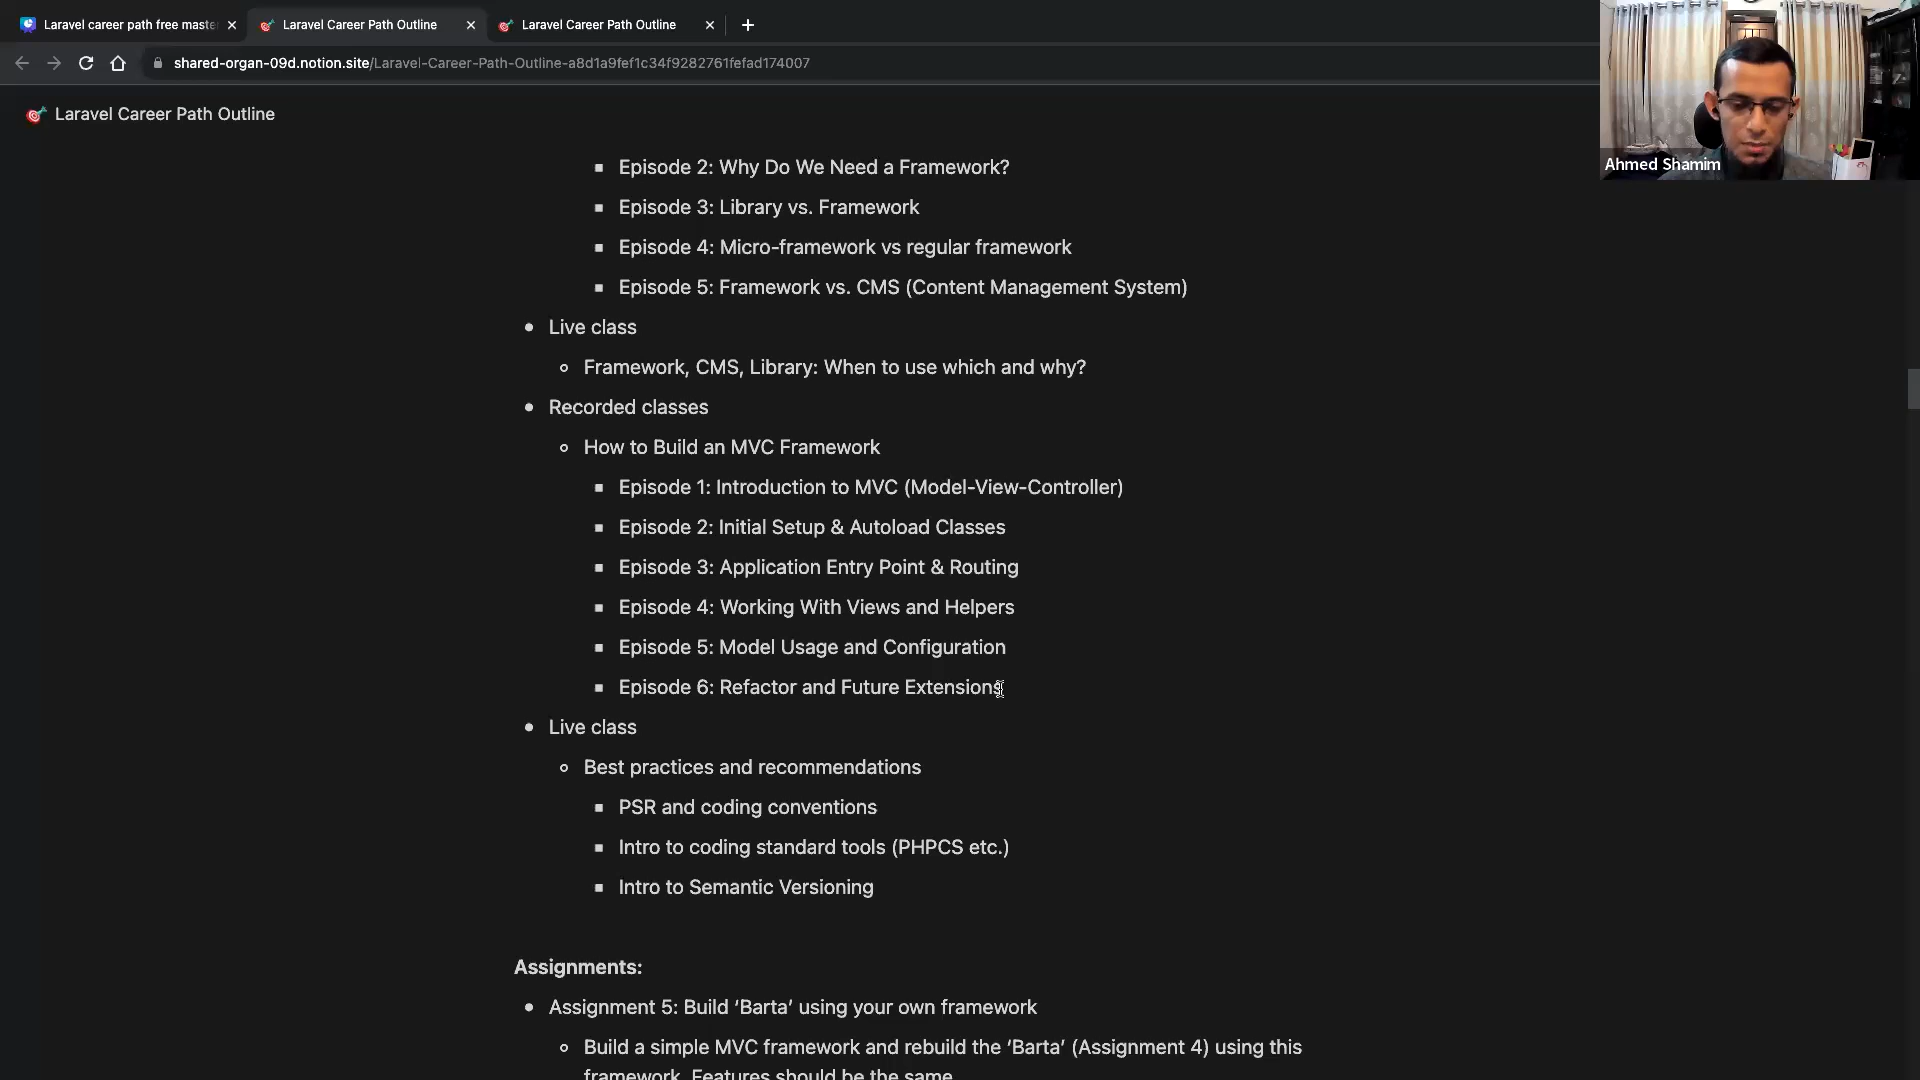 Laravel career path free maste
Laravel Career Path Outline
Laravel Career Path Outline
shared-organ-09d.notion.site/Laravel-Career-Path-Outline-a8d1a9fef1c34f9282761fefad174007
Laravel Career Path Outline
Ahmed Shamim
Episode 2: Why Do We Need a Framework?
Episode 3: Library vs. Framework
Episode 4: Micro-framework vs regular framework
Episode 5: Framework vs. CMS (Content Management System)
Live class
Framework, CMS, Library: When to use which and why?
Recorded classes
How to Build an MVC Framework
Episode 1: Introduction to MVC (Model-View-Controller)
Episode 2: Initial Setup & Autoload Classes
Episode 3: Application Entry Point & Routing
Episode 4: Working With Views and Helpers
Episode 5: Model Usage and Configuration
Episode 6: Refactor and Future Extensions
Live class
Best practices and recommendations
PSR and coding conventions
Intro to coding standard tools (PHPCS etc.)
Intro to Semantic Versioning
Assignments:
Assignment 5: Build ‘Barta’ using your own framework
Build a simple MVC framework and rebuild the ‘Barta’ (Assignment 4) using this
framework. Features should be the same.